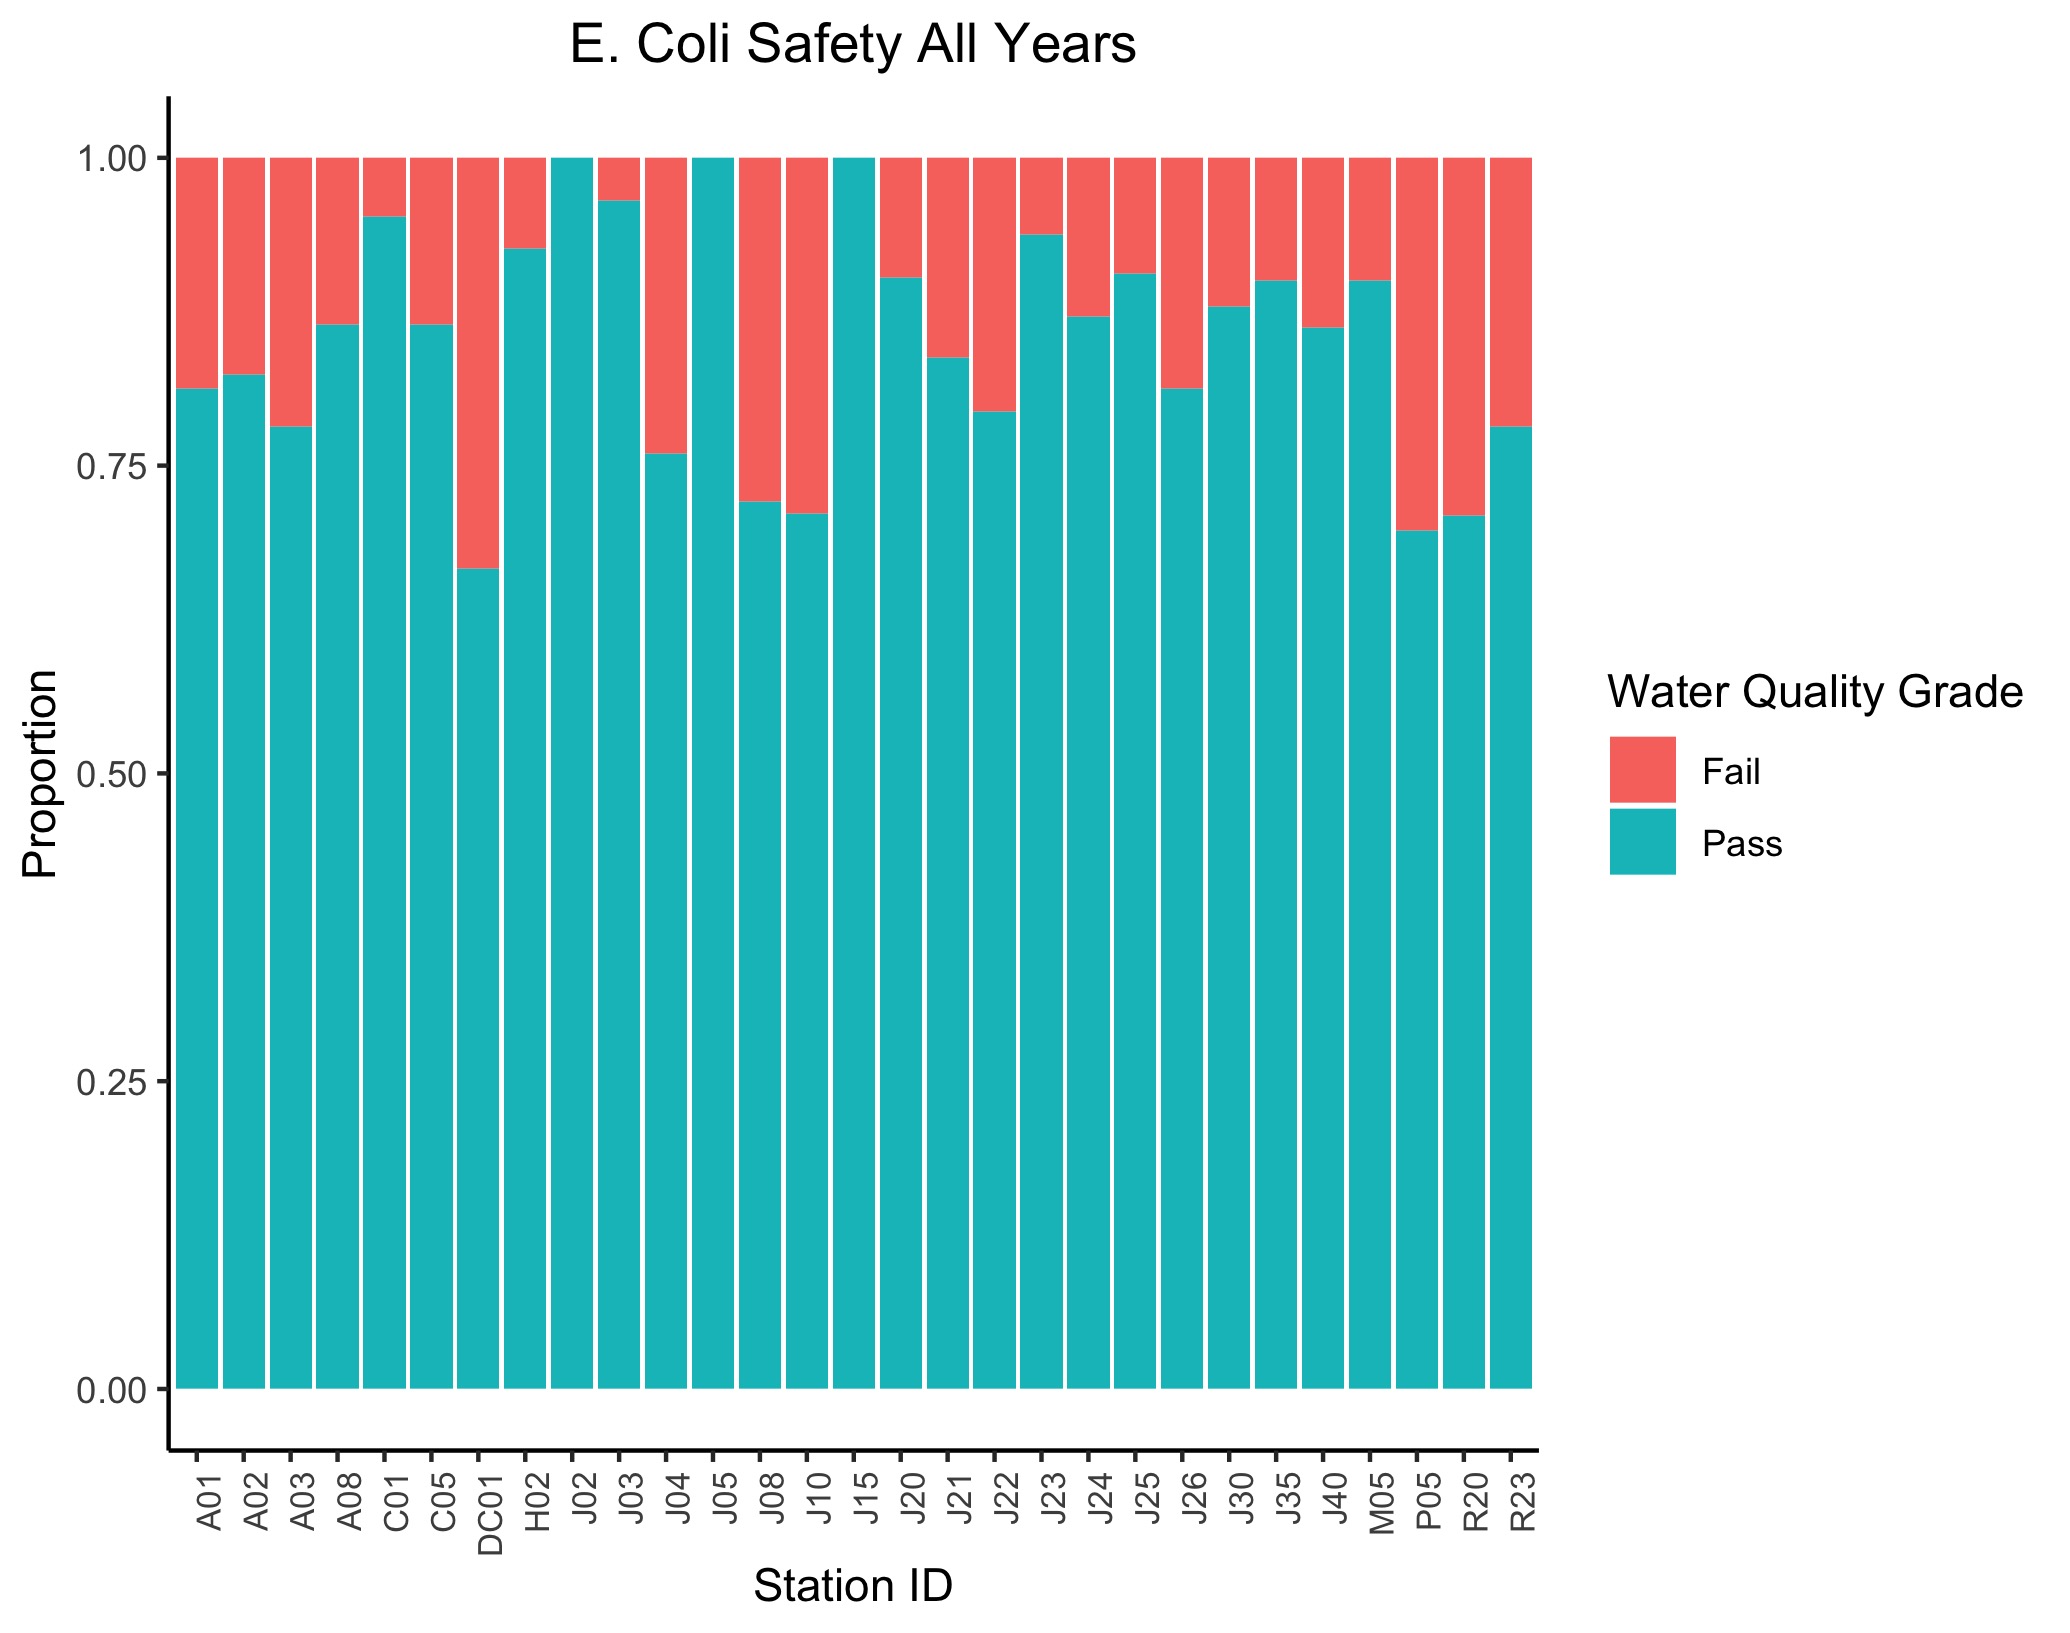 E. Coli Safety All Years
1.00
0.75
0.50
0.25
0.00
Proportion
A01
A02
A03
A08
C01
C05
DC01
H02
J02
J03
J04
J05
J08
J10
J15
J20
J21
J22
J23
J24
J25
J26
J30
J35
J40
M05
P05
R20
R23
Station ID
Water Quality Grade
Fail
Pass